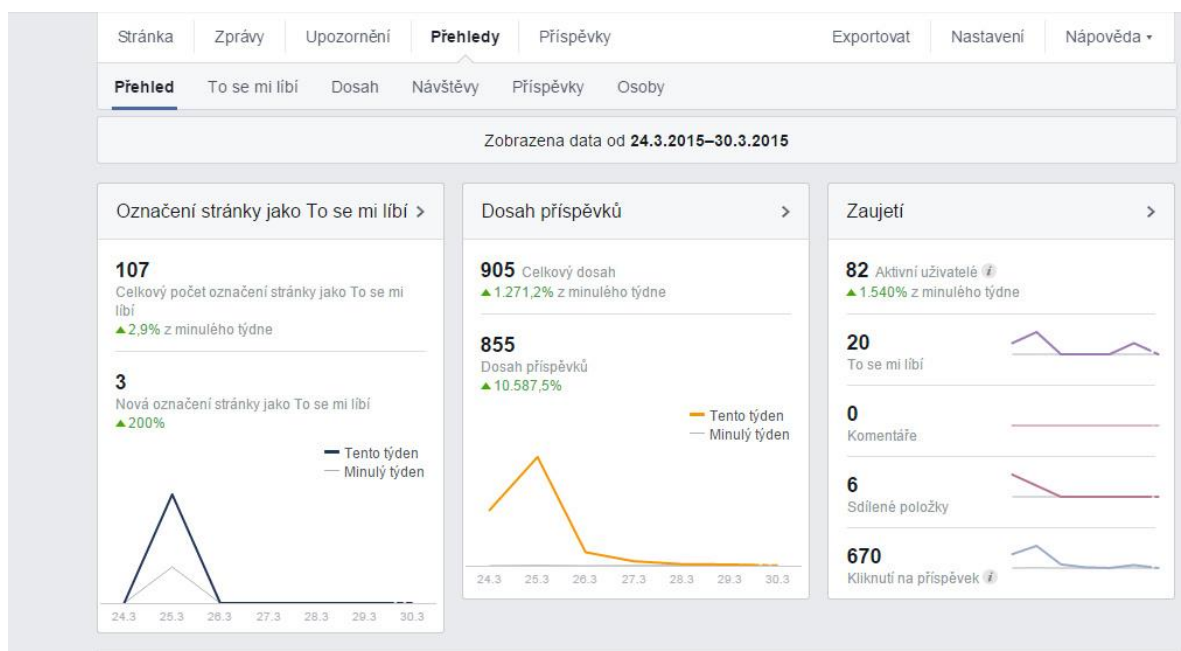 Stránka Zprávy Upozornění Přehledy Příspěvky Exportovat Nastavení Nápověda
Přehled To se mi líbí Dosah Návštěvy Příspěvky Osoby
Zobrazena data od 24.3.2015–30.3.2015
Označení stránky jako To se mi líbí
107
Celkový počet označení stránky jako To se mi
líbí
2,9% z minulého týdne
3
Nová označení stránky jako To se mi líbí
200%
Tento týden
Minulý týden
24.3 25.3 26.3 27.3 28.3 29.3 30.3
Dosah příspěvků
905 Celkový dosah
1.271,2% z minulého týdne
855
Dosah příspěvků
10.587,5%
Tento týden
Minulý týden
24.3 25.3 26.3 27.3 28.3 29.3 30.3
Zaujetí
82 Aktivní uživatelé i
1.540% z minulého týdne
20
To se mi líbí
0
Komentáře
6
Sdílené položky
670
Kliknutí na příspěvek i